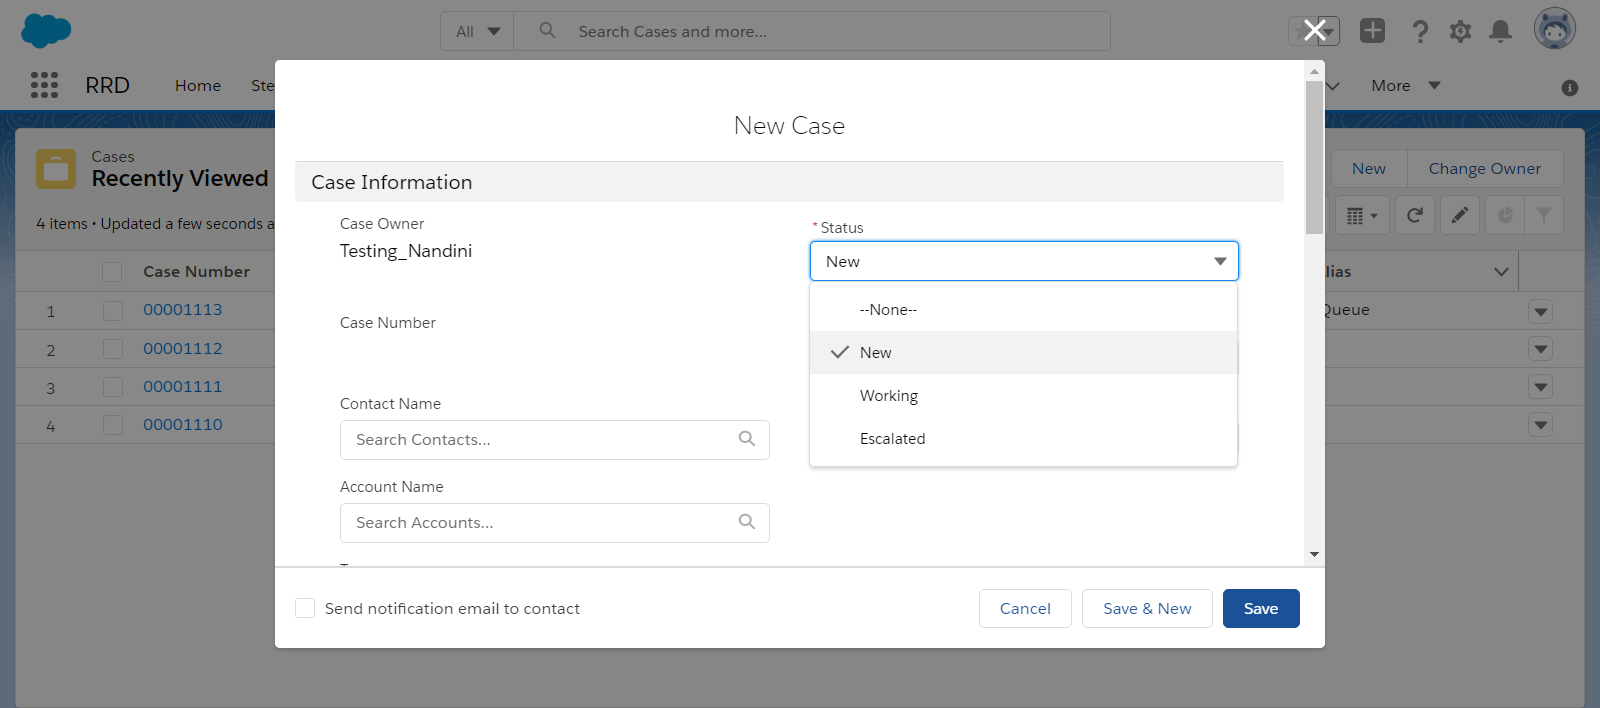 All
Search Cases and more...
RRD
Home
Ste
More
New Case
Cases
Recently Viewed
New
Change Owner
Case Information
4 items • Updated a few seconds a
Case Owner
Testing_Nandini
* Status
New
Case Number
lias
1
00001113
Queue
2
00001112
3
00001111
4
00001110
--None--
New
Working
Escalated
Case Number
Contact Name
Search Contacts...
Account Name
Search Accounts...
Send notification email to contact
Cancel
Save & New
Save